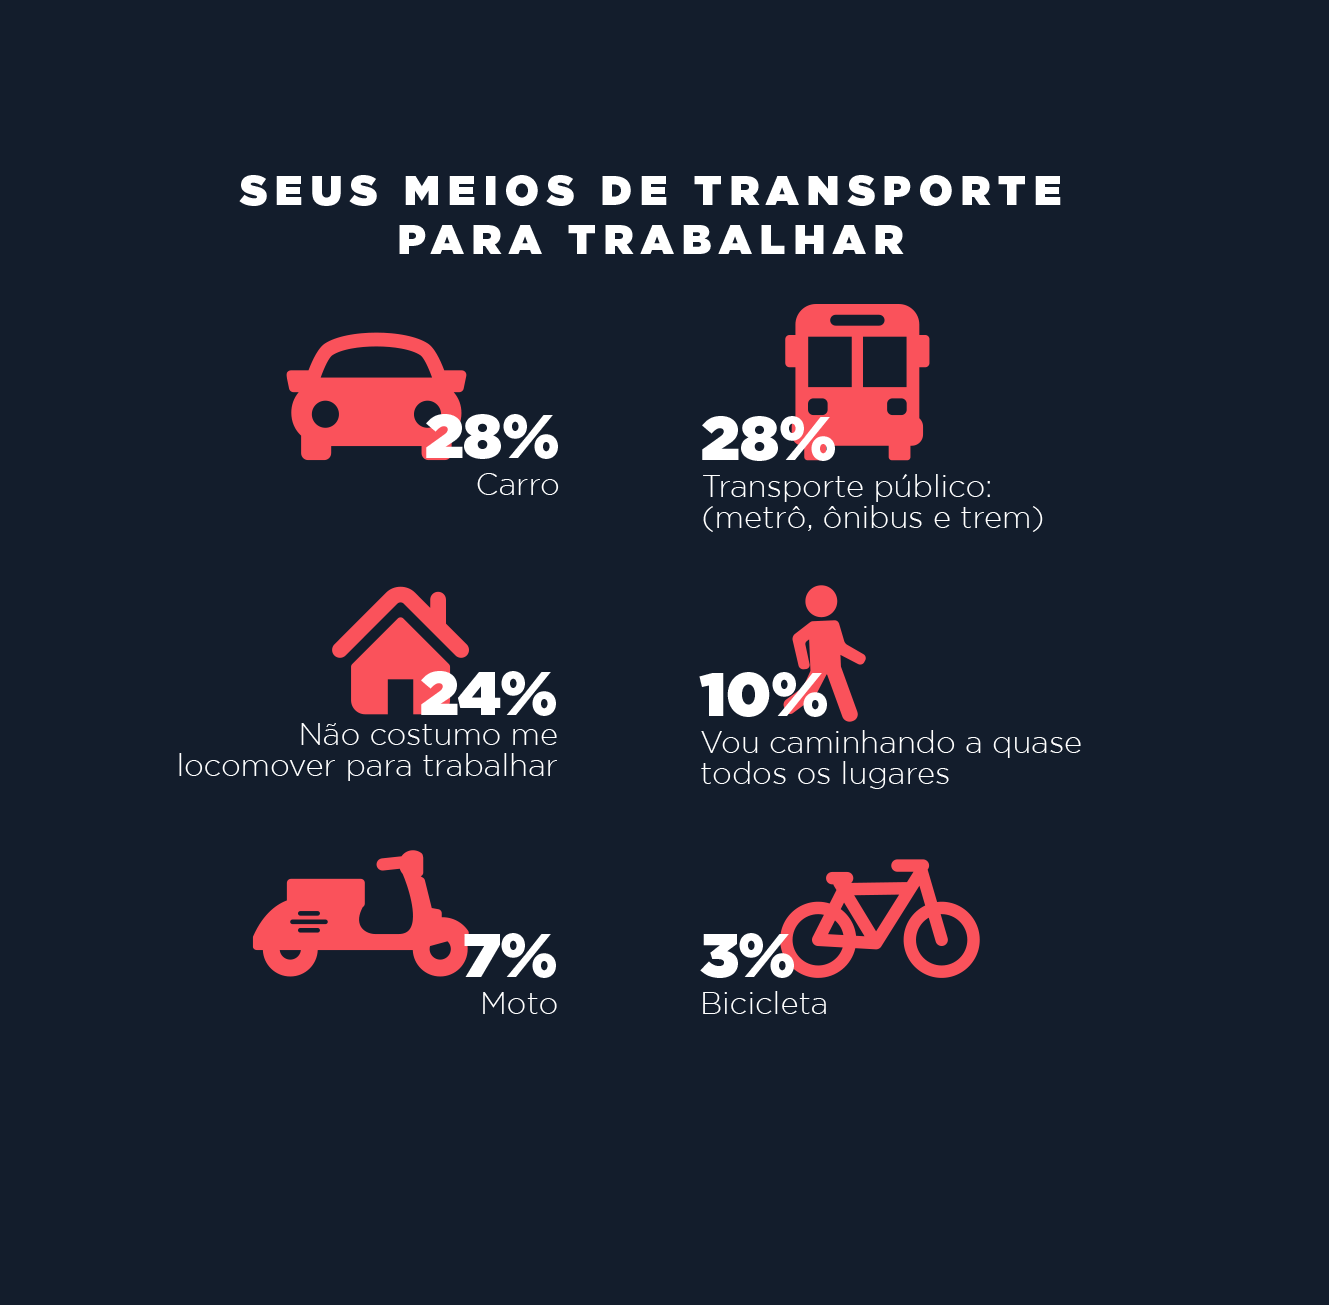 SEUS MEIOS DE TRANSPORTE
PARA TRABALHAR
28%
Carro
28%
Transporte público:
(metrô, ônibus e trem)
24%
Não costumo me
locomover para trabalhar
10%
Vou caminhando a quase
todos os lugares
7%
Moto
3%
Bicicleta